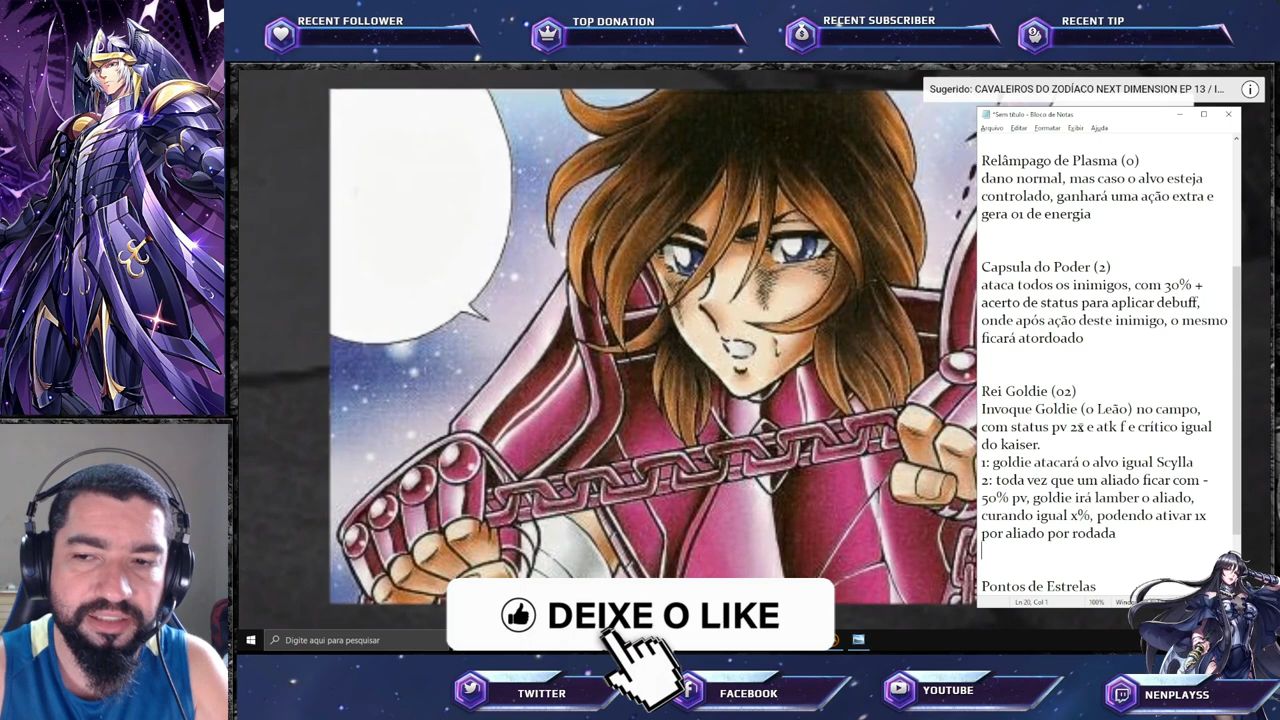 RECENT FOLLOWER
TOP DONATION
RECENT SUBSCRIBER
RECENT TIP
Sugerido: CAVALEIROS DO ZODÍACO NEXT DIMENSION EP 13 / I...
*Sem título - Bloco de Notas
Arquivo Editar Formatar Exibir Ajuda
Relâmpago de Plasma (0)
dano normal, mas caso o alvo esteja
controlado, ganhará uma ação extra e
gera 01 de energia
Capsula do Poder (2)
ataca todos os inimigos, com 30% +
acerto de status para aplicar debuff,
onde após ação deste inimigo, o mesmo
ficará atordoado
Rei Goldie (02)
Invoque Goldie (o Leão) no campo,
com status pv 2x e atk f e crítico igual
do kaiser.
1: goldie atacará o alvo igual Scylla
2: toda vez que um aliado ficar com -
50% pv, goldie irá lamber o aliado,
curando igual x%, podendo ativar 1x
por aliado por rodada
Pontos de Estrelas
Ln 20, Col 1
100%
DEIXE O LIKE
Digite aqui para pesquisar
TWITTER
FACEBOOK
YOUTUBE
NENPLAYSS